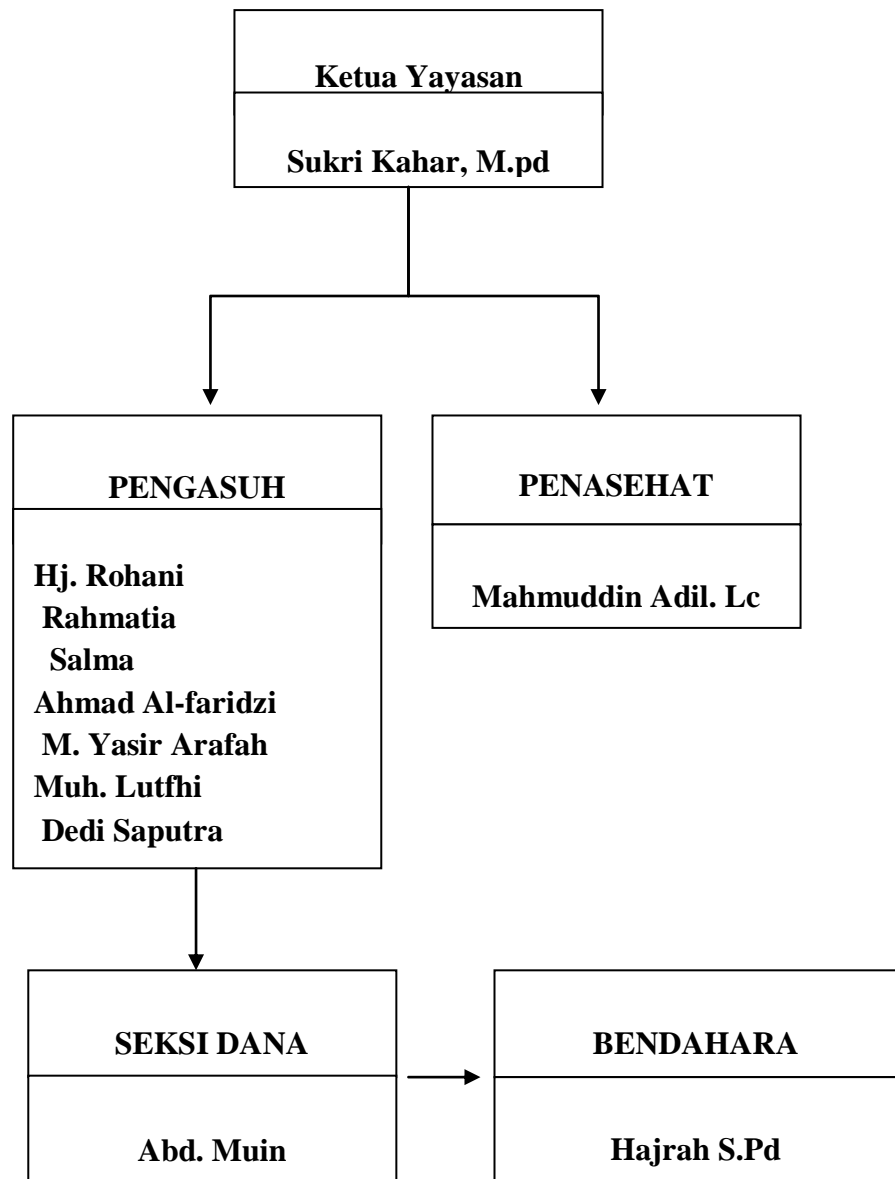 Ketua Yayasan
Sukri Kahar, M.pd
PENGASUH
Hj. Rohani
Rahmatia
Salma
Ahmad Al-faridzi
M. Yasir Arafah
Muh. Lutfhi
Dedi Saputra
PENASEHAT
Mahmuddin Adil. Lc
SEKSI DANA
Abd. Muin
BENDAHARA
Hajrah S.Pd